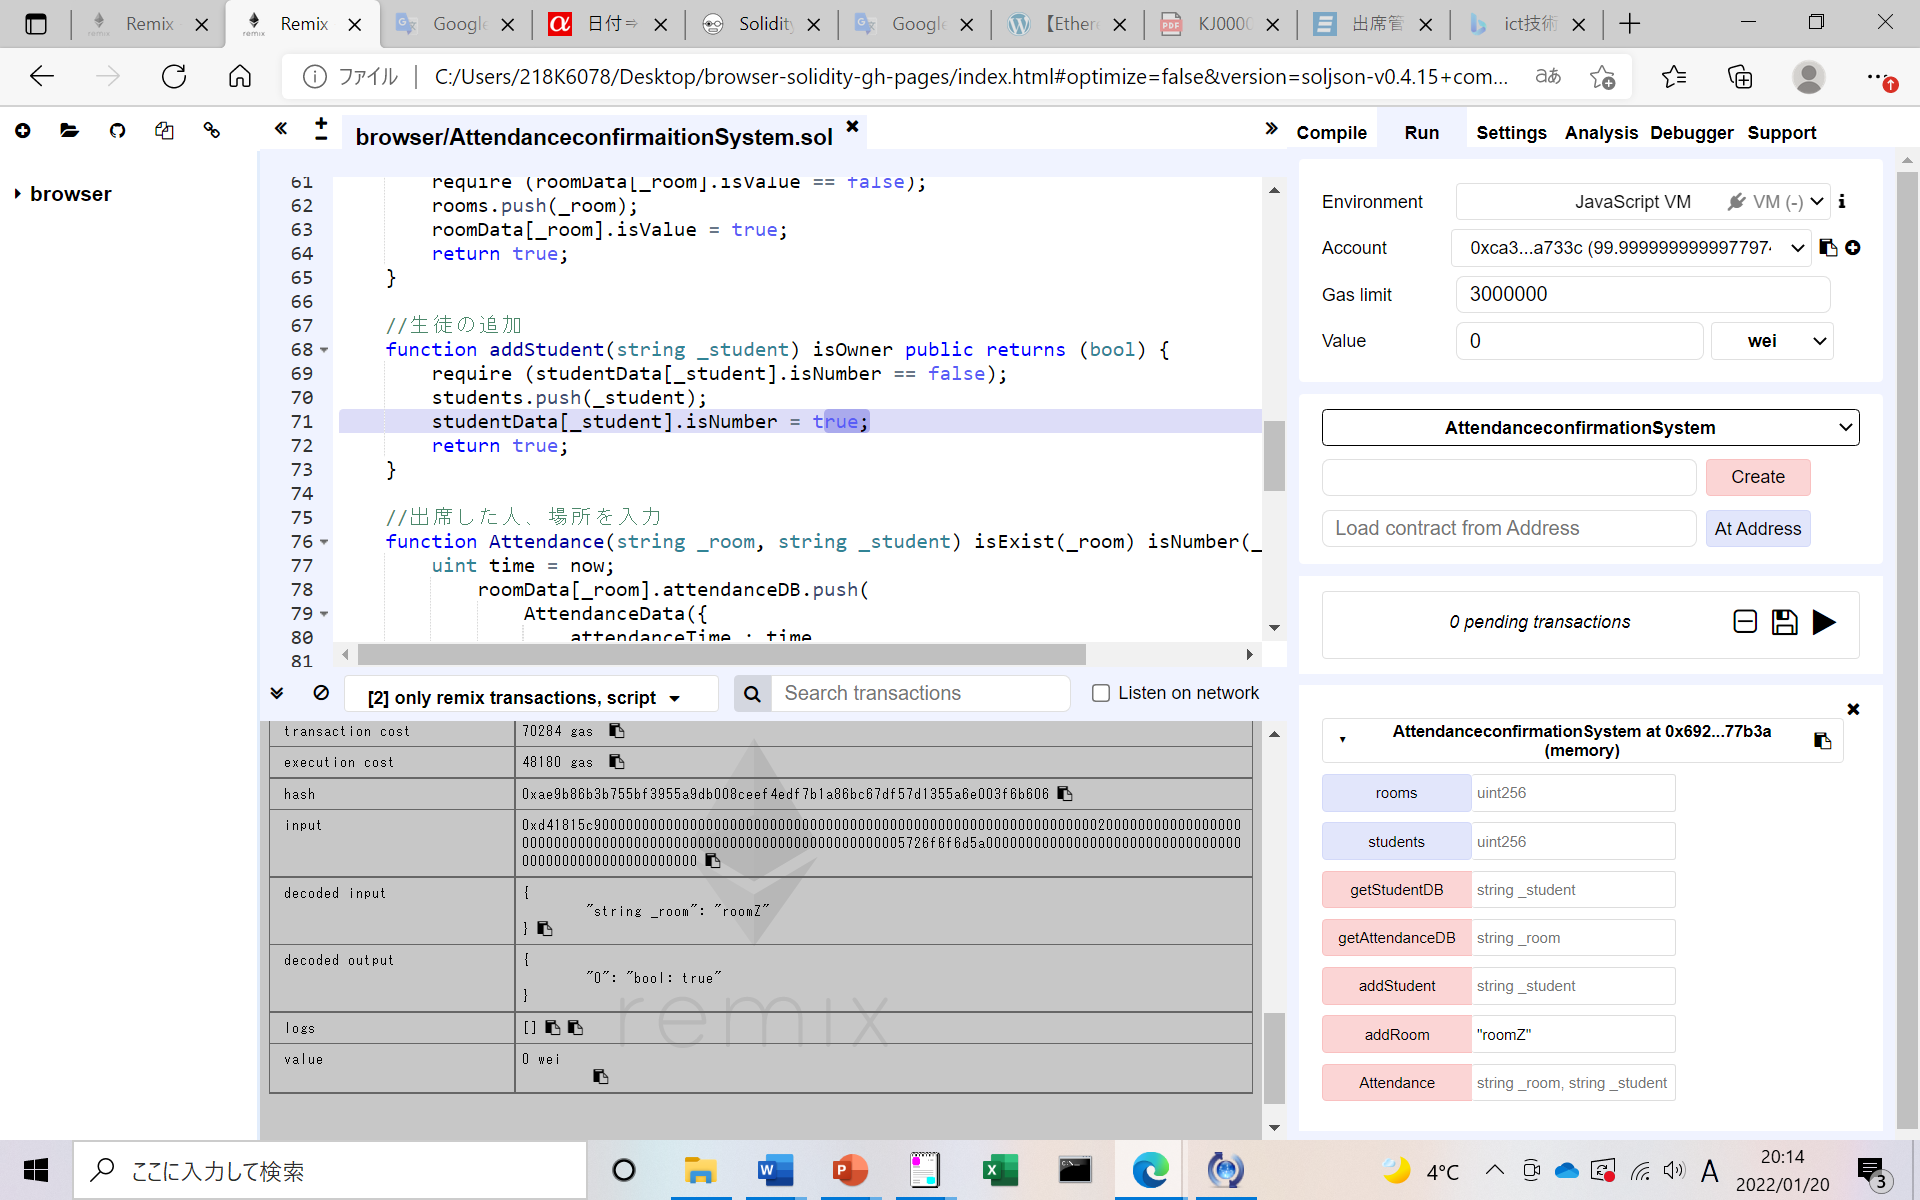 Remix
Remix
Google
日付⇒
Solidity
Google
【Ether
KJ000
出席管
ict技術
ファイル
C:/Users/218K6078/Desktop/browser-solidity-gh-pages/index.html#optimize=false&version=soljson-v0.4.15+com...
browser/AttendanceconfirmaitionSystem.sol
Compile
Run
Settings
Analysis
Debugger
Support
browser
61 require (roomData[_room].isValue == false);
62 rooms.push(_room);
63 roomData[_room].isValue = true;
64 return true;
65 }
66
67 //生徒の追加
68 function addStudent(string _student) isOwner public returns (bool) {
69 require (studentData[_student].isNumber == false);
70 students.push(_student);
71 studentData[_student].isNumber = true;
72 return true;
73 }
74
75 //出席した人、場所を入力
76 function Attendance(string _room, string _student) isExist(_room) isNumber(_
77 uint time = now;
78 roomData[_room].attendanceDB.push(
79 AttendanceData({
80 attendanceTime : time
81
Environment
JavaScript VM
VM (-)
Account
0xca3...a733c (99.99999999999779​74
Gas limit
3000000
Value
0
wei
AttendanceconfirmationSystem
Create
Load contract from Address
At Address
0 pending transactions
[2] only remix transactions, script
Search transactions
Listen on network
transaction cost 70284 gas
execution cost 48180 gas
hash 0xae9b86b3b755bf3955a9db008ceef4edf7b1a86bc67df57d1355a6e003f6b606
input
decoded input {
"string _room": "roomZ"
}
decoded output {
"0": "bool: true"
}
logs []
value 0 wei
remix
AttendanceconfirmationSystem at 0x692...77b3a
(memory)
rooms uint256
students uint256
getStudentDB string _student
getAttendanceDB string _room
addStudent string _student
addRoom "roomZ"
Attendance string _room, string _student
ここに入力して検索
4°C
A
20:14
2022/01/20
3